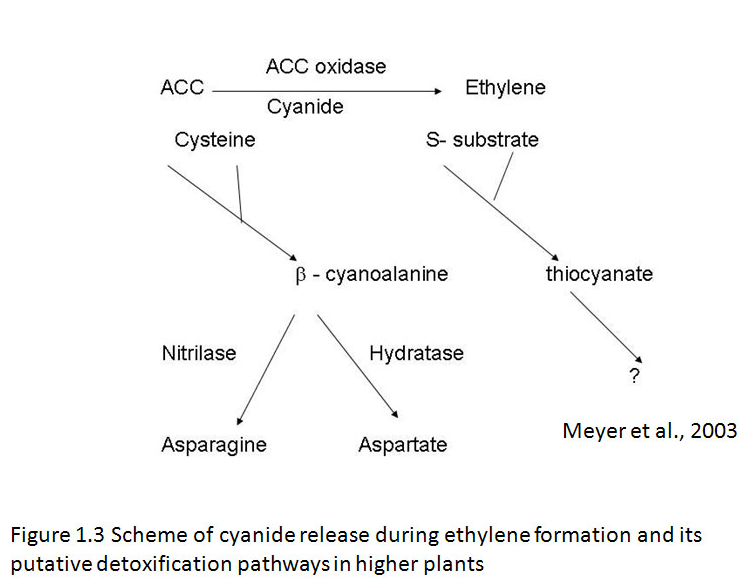 ACC oxidase
ACC
Ethylene
Cyanide
Cysteine
S- substrate
β - cyanoalanine
thiocyanate
Nitrilase
Hydratase
?
Asparagine
Aspartate
Meyer et al., 2003
Figure 1.3 Scheme of cyanide release during ethylene formation and its
putative detoxification pathways in higher plants